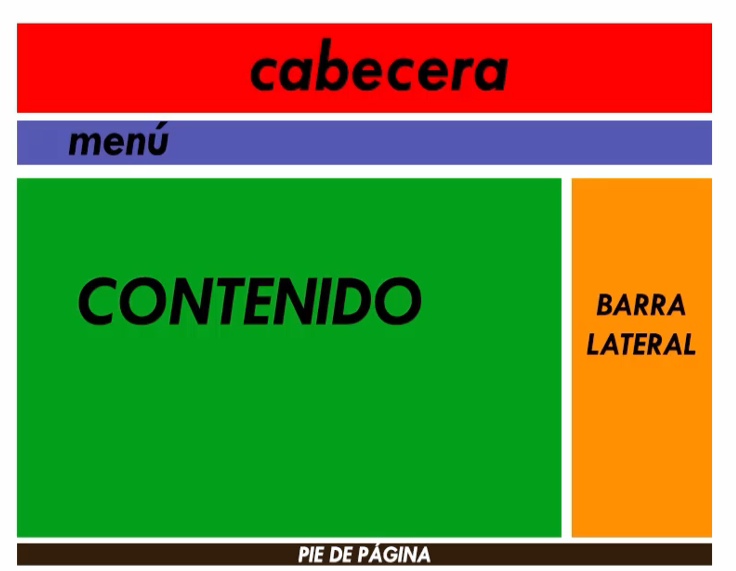 cabecera
menú
CONTENIDO
BARRA
LATERAL
PIE DE PÁGINA